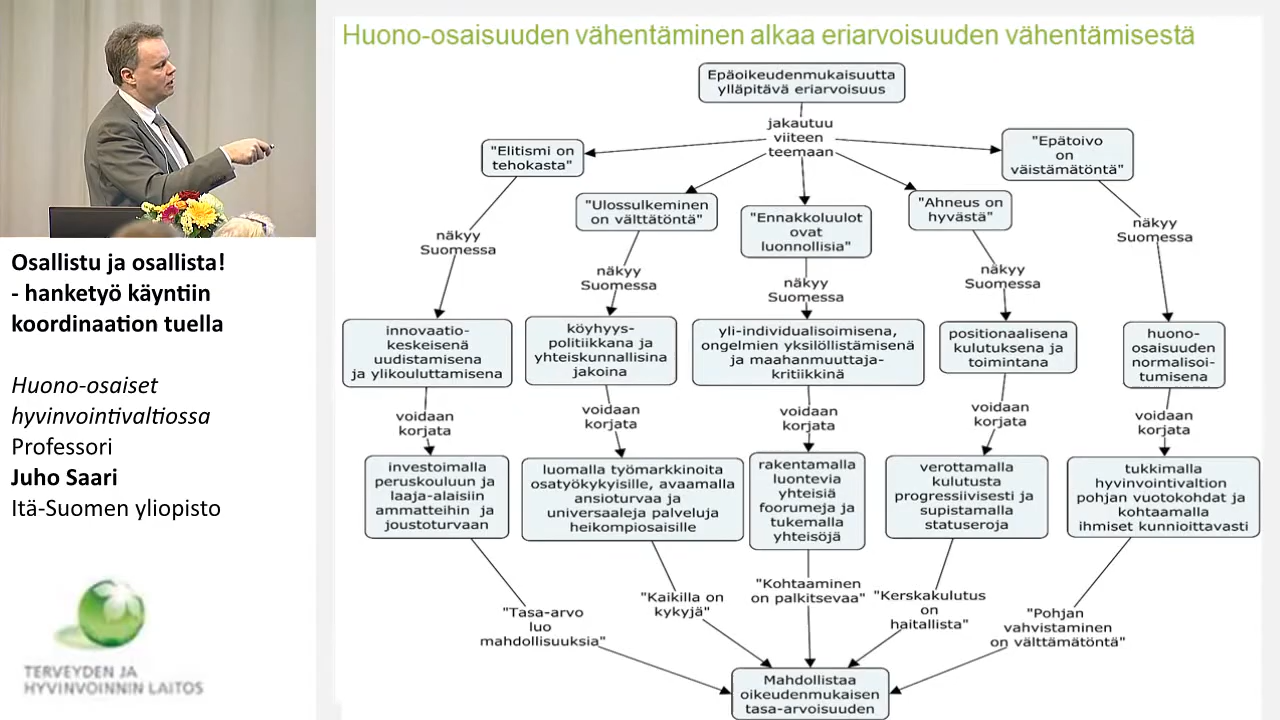 Osallistu ja osallista!
- hanketyö käyntiin
koordinaation tuella
Huono-osaiset
hyvinvointivaltiossa
Professori
Juho Saari
Itä-Suomen yliopisto
TERVEYDEN JA
HYVINVOINNIN LAITOS
Huono-osaisuuden vähentäminen alkaa eriarvoisuuden vähentämisestä
Epäoikeudenmukaisuutta
ylläpitävä eriarvoisuus
jakautuu
viiteen
teemaan
"Elitismi on
tehokasta"
"Ulossulkeminen
on välttätöntä"
"Ennakkoluulot
ovat
luonnollisia"
"Ahneus on
hyvästä"
"Epätoivo
on
väistämätöntä"
näkyy
Suomessa
näkyy
Suomessa
näkyy
Suomessa
näkyy
Suomessa
näkyy
Suomessa
innovaatio-
keskeisenä
uudistamisena
ja ylikouluttamisena
köyhyys-
politiikkana ja
yhteiskunnallisina
jakoina
yli-individualisoimisena,
ongelmien yksilöllistämisenä
ja maahanmuuttaja-
kritiikkinä
positionaalisena
kulutuksena ja
toimintana
huono-
osaisuuden
normalisoi-
tumisena
voidaan
korjata
voidaan
korjata
voidaan
korjata
voidaan
korjata
voidaan
korjata
investoimalla
peruskouluun ja
laaja-alaisiin
ammatteihin ja
joustoturvaan
luomalla työmarkkinoita
osatyökykyisille, avaamalla
ansioturvaa ja
universaaleja palveluja
heikompiosaisille
rakentamalla
luontevia
yhteisiä
foorumeja ja
tukemalla
yhteisöjä
verottamalla
kulutusta
progressiivisesti ja
supistamalla
statuseroja
tukkimalla
hyvinvointivaltion
pohjan vuotokohdat ja
kohtaamalla
ihmiset kunnioittavasti
"Tasa-arvo
luo
mahdollisuuksia"
"Kaikilla on
kykyjä"
"Kohtaaminen
on palkitsevaa"
"Kerskakulutus
on
haitallista"
"Pohjan
vahvistaminen
on välttämätöntä"
Mahdollistaa
oikeudenmukaisen
tasa-arvoisuuden